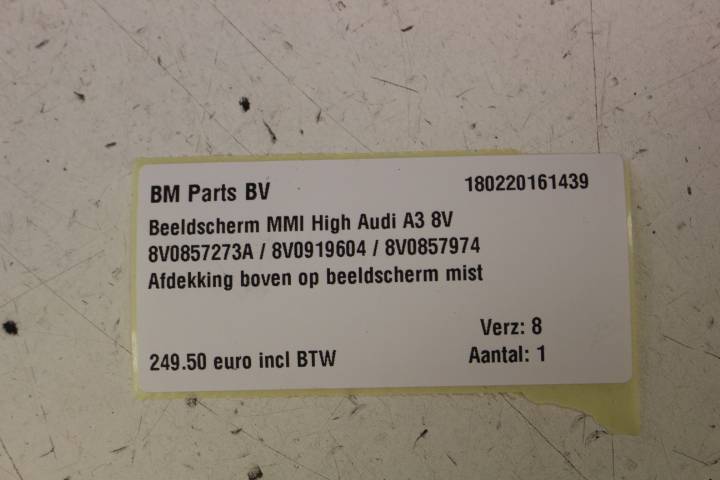 BM Parts BV 180220161439
Beeldscherm MMI High Audi A3 8V
8V0857273A / 8V0919604 / 8V0857974
Afdekking boven op beeldscherm mist
Verz: 8
249.50 euro incl BTW Aantal: 1